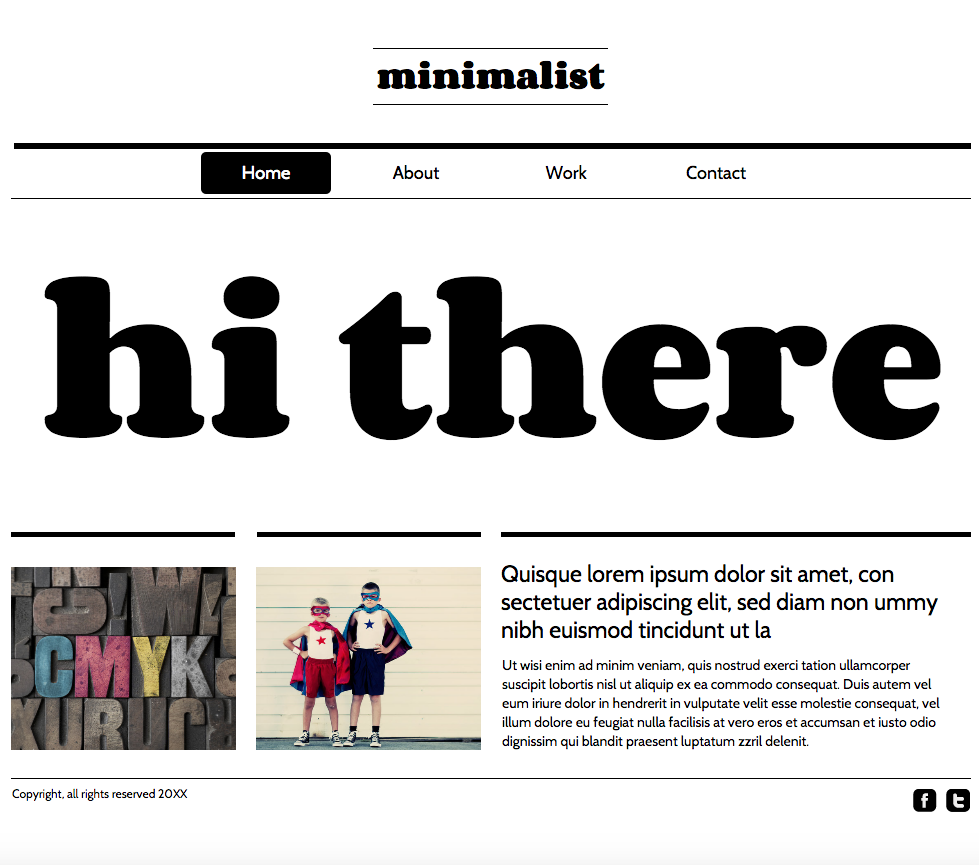 minimalist
Home About Work Contact
hi there
CMYK
Quisque lorem ipsum dolor sit amet, con
sectetuer adipiscing elit, sed diam non ummy
nibh euismod tincidunt ut la
Ut wisi enim ad minim veniam, quis nostrud exerci tation ullamcorper
suscipit lobortis nisl ut aliquip ex ea commodo consequat. Duis autem vel
eum iriure dolor in hendrerit in vulputate velit esse molestie consequat, vel
illum dolore eu feugiat nulla facilisis at vero eros et accumsan et iusto odio
dignissim qui blandit praesent luptatum zzril delenit.
Copyright, all rights reserved 20XX
f t